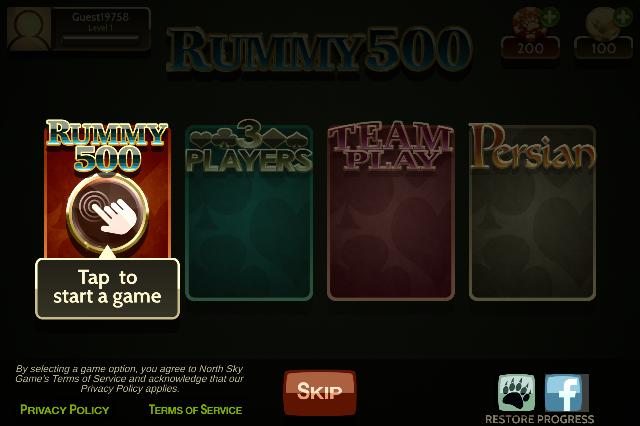 Guest19758
Level 1
RUMMY 500
200
100
RUMMY
500
3
PLAYERS
TEAM
PLAY
Persian
Tap to
start a game
By selecting a game option, you agree to North Sky
Game's Terms of Service and acknowledge that our
Privacy Policy applies.
PRIVACY POLICY
TERMS OF SERVICE
SKIP
RESTORE PROGRESS